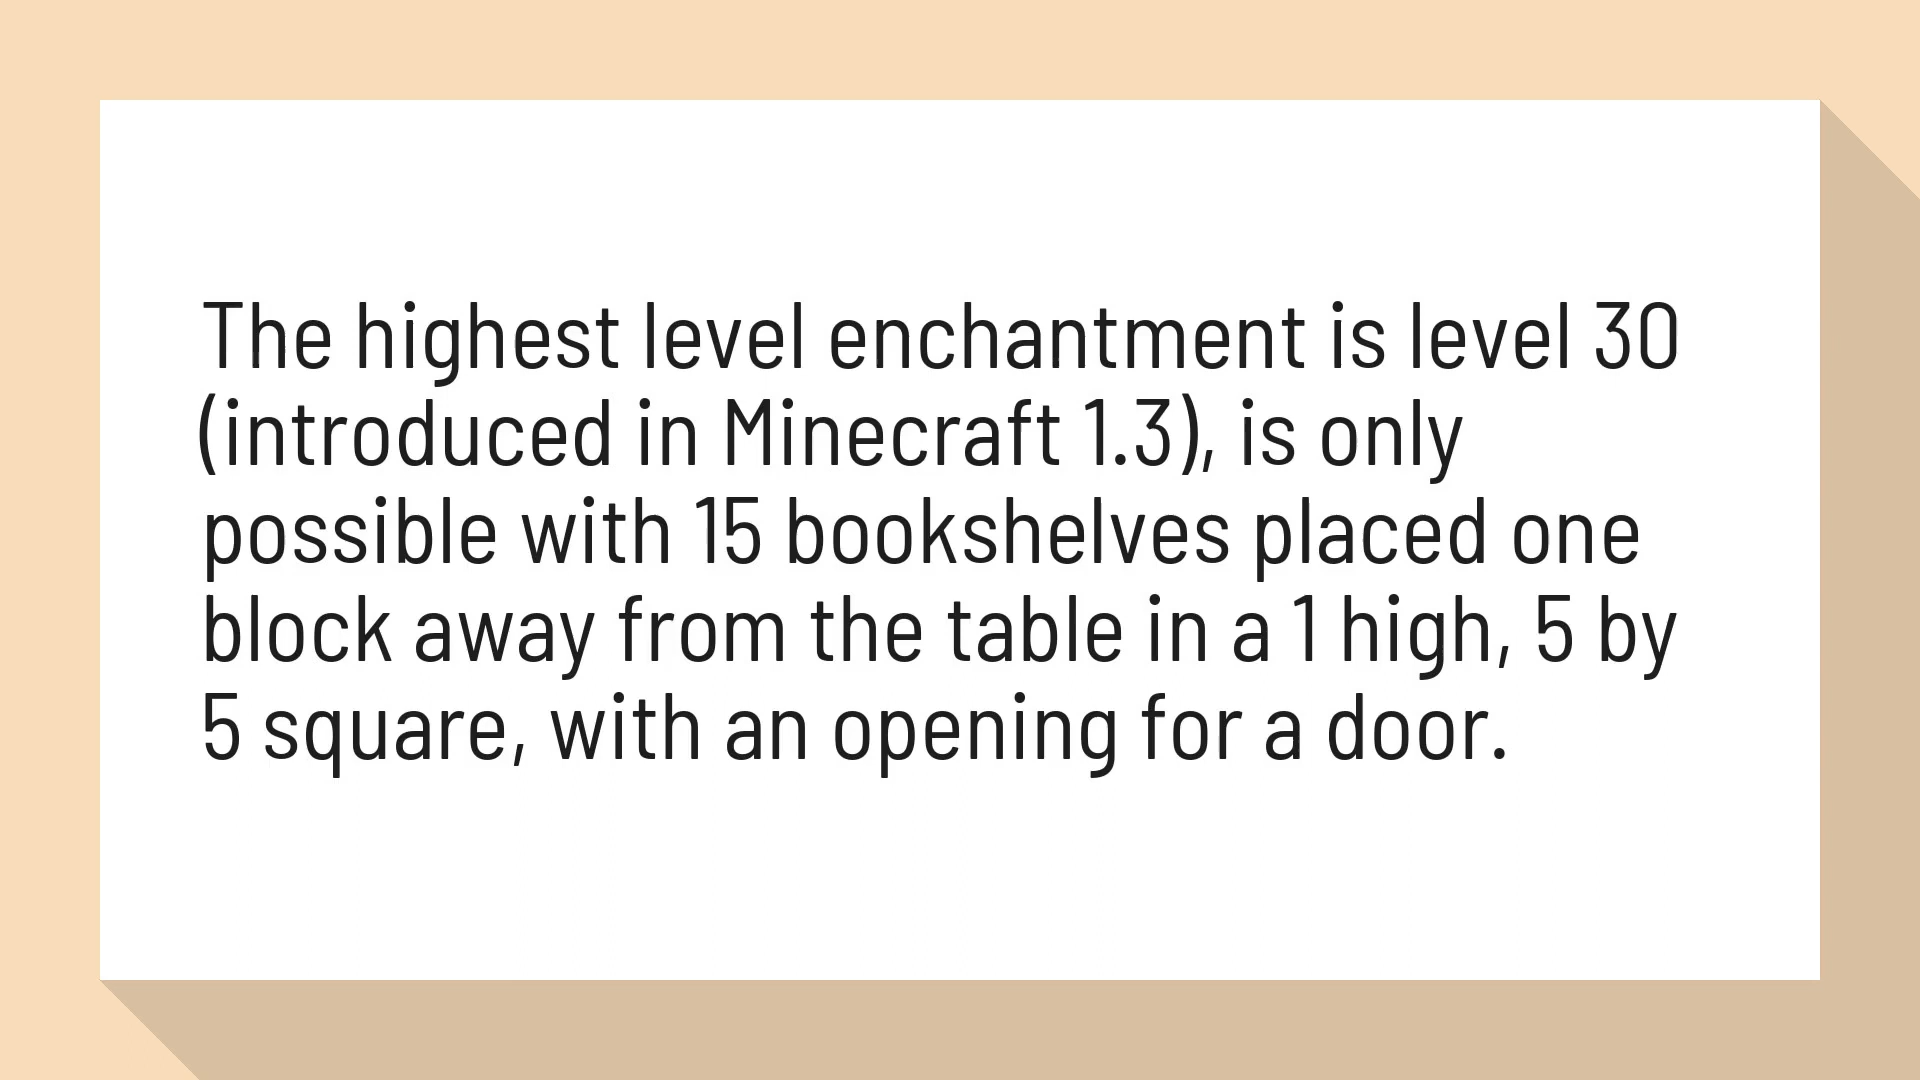 The highest level enchantment is level 30
(introduced in Minecraft 1.3), is only
possible with 15 bookshelves placed one
block away from the table in a 1 high, 5 by
5 square, with an opening for a door.